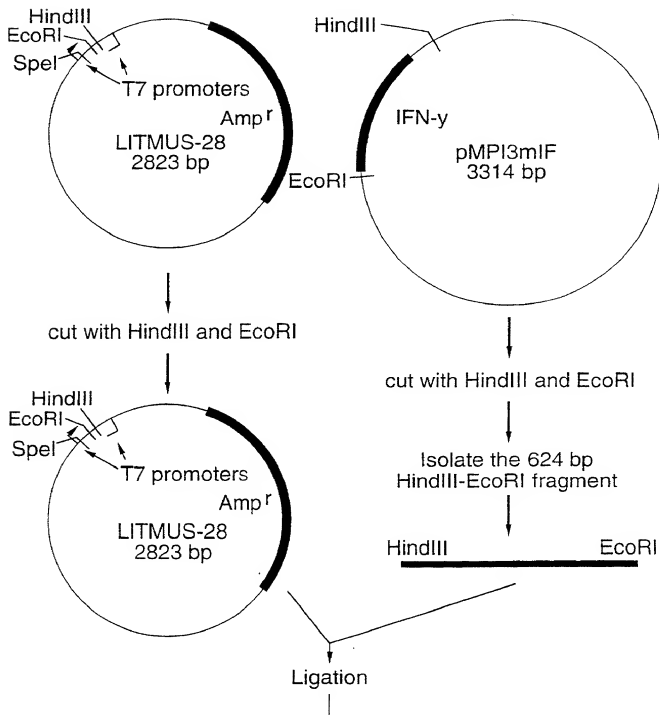 HindIII
EcoRI
SpeI
T7 promoters
Amp r
LITMUS-28
2823 bp
HindIII
IFN-y
pMPI3mIF
3314 bp
EcoRI
cut with HindIII and EcoRI
HindIII
EcoRI
SpeI
T7 promoters
Amp r
LITMUS-28
2823 bp
cut with HindIII and EcoRI
Isolate the 624 bp
HindIII-EcoRI fragment
HindIII EcoRI
Ligation